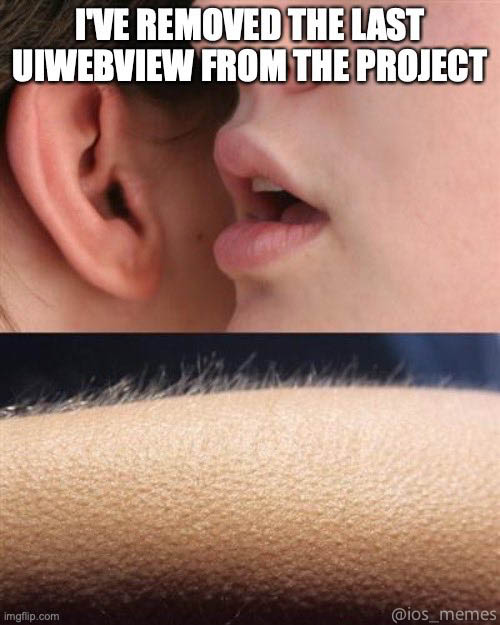 I'VE REMOVED THE LAST
UIWEBVIEW FROM THE PROJECT
imgflip.com
@ios_memes